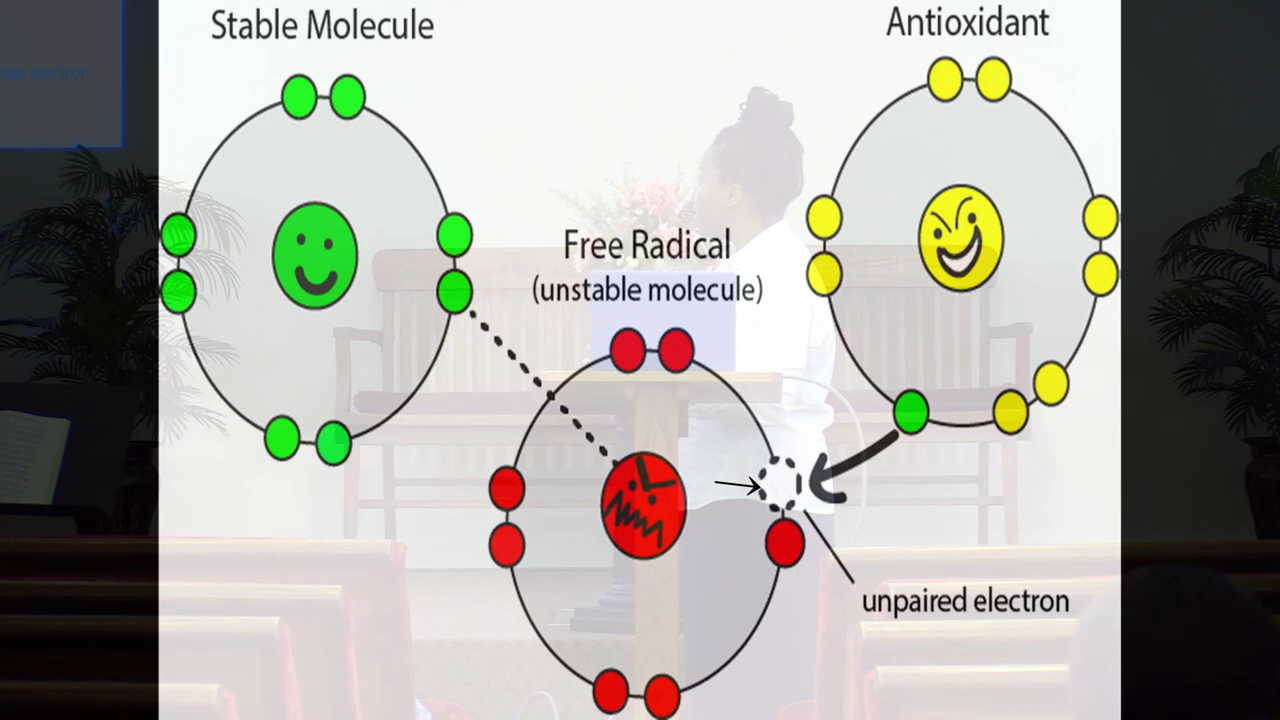 Stable Molecule
Antioxidant
Free Radical
(unstable molecule)
unpaired electron